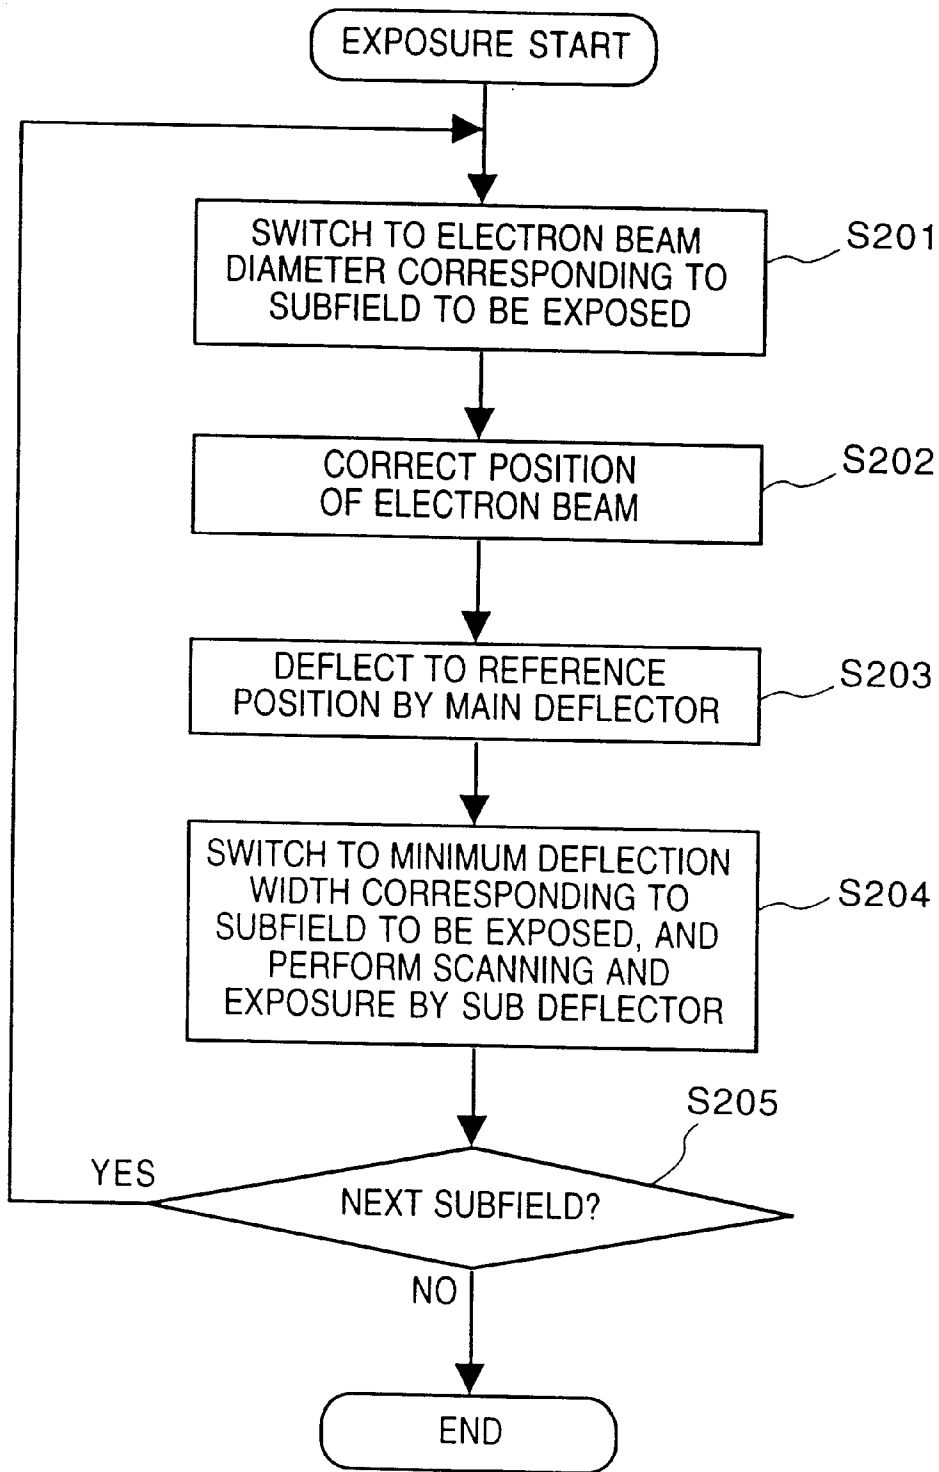 EXPOSURE START
SWITCH TO ELECTRON BEAM
DIAMETER CORRESPONDING TO
SUBFIELD TO BE EXPOSED
S201
CORRECT POSITION
OF ELECTRON BEAM
S202
DEFLECT TO REFERENCE
POSITION BY MAIN DEFLECTOR
S203
SWITCH TO MINIMUM DEFLECTION
WIDTH CORRESPONDING TO
SUBFIELD TO BE EXPOSED, AND
PERFORM SCANNING AND
EXPOSURE BY SUB DEFLECTOR
S204
S205
YES
NEXT SUBFIELD?
NO
END